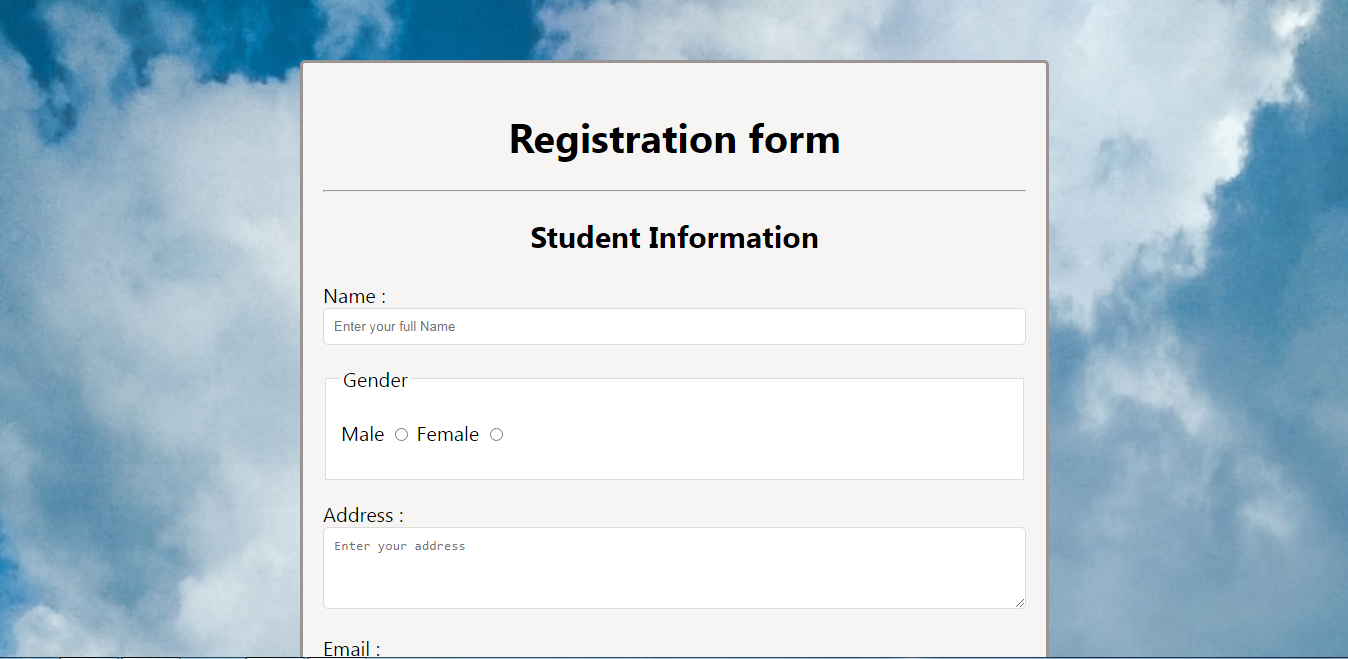 Registration form
Student Information
Name :
Enter your full Name
Gender
Male Female
Address :
Enter your address
Email :